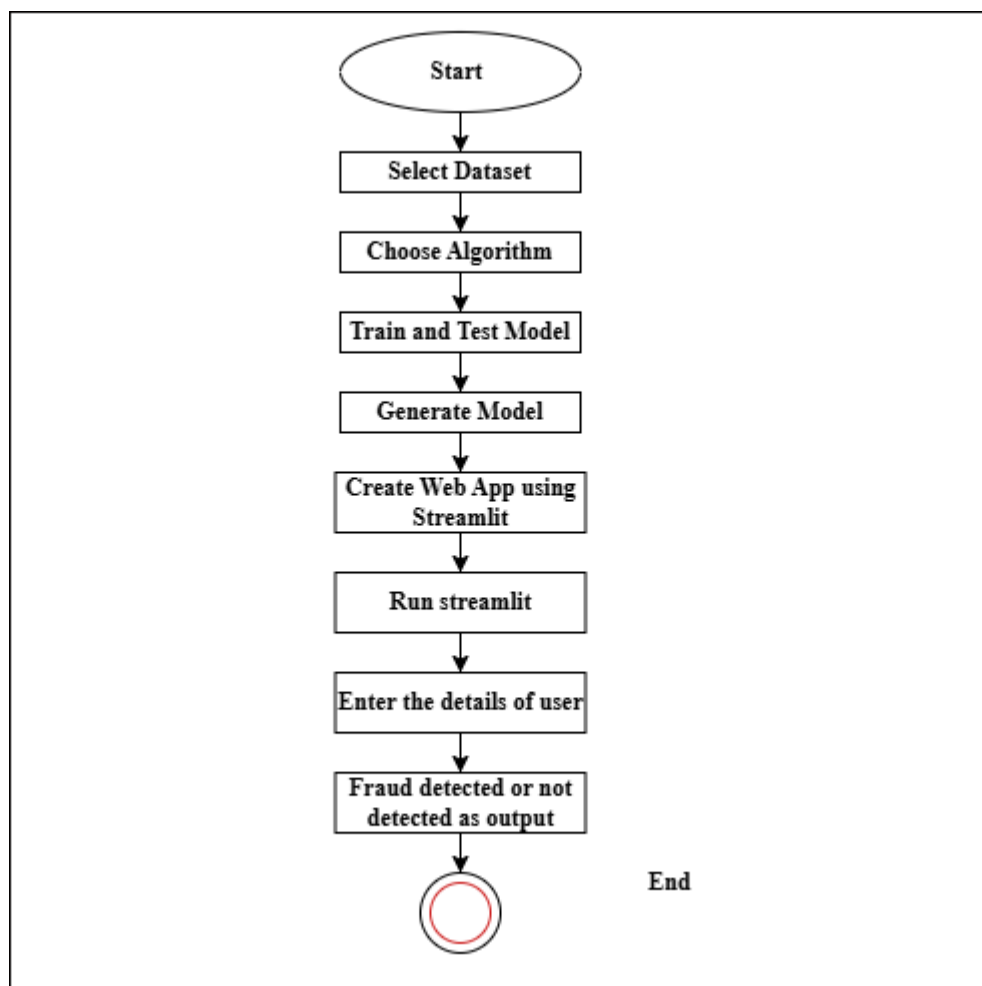 Start
Select Dataset
Choose Algorithm
Train and Test Model
Generate Model
Create Web App using
Streamlit
Run streamlit
Enter the details of user
Fraud detected or not
detected as output
End